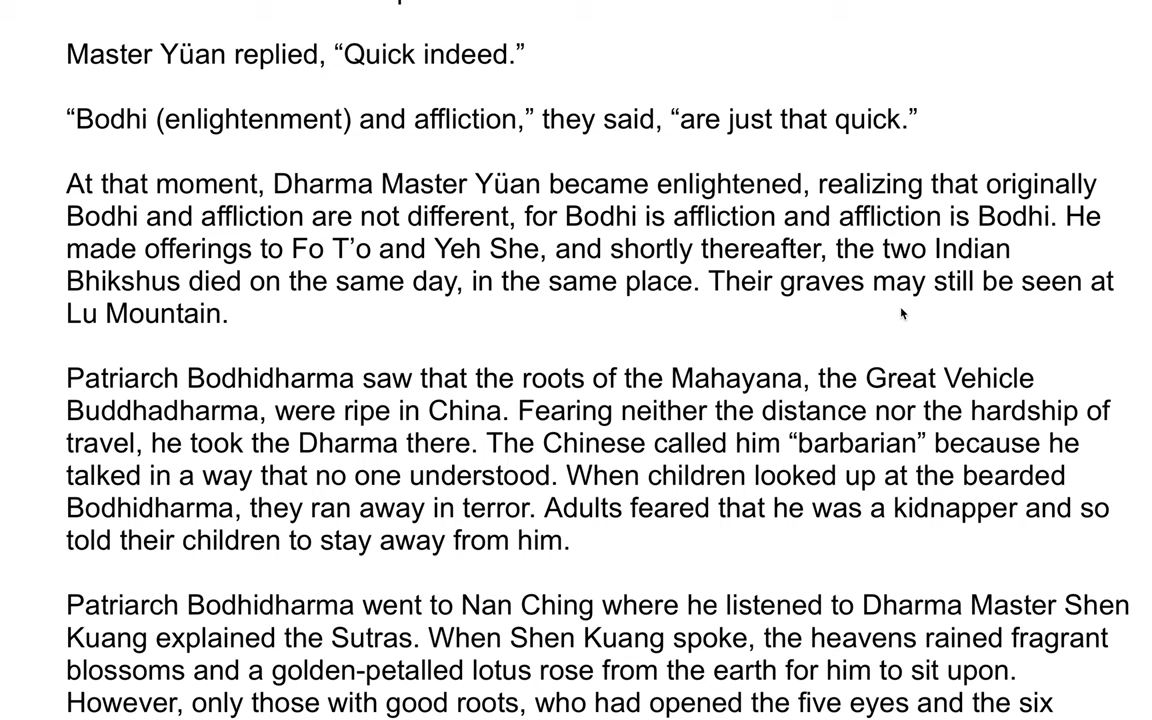 Master Yüan replied, “Quick indeed.”
“Bodhi (enlightenment) and affliction,” they said, “are just that quick.”
At that moment, Dharma Master Yüan became enlightened, realizing that originally
Bodhi and affliction are not different, for Bodhi is affliction and affliction is Bodhi. He
made offerings to Fo T’o and Yeh She, and shortly thereafter, the two Indian
Bhikshus died on the same day, in the same place. Their graves may still be seen at
Lu Mountain.
Patriarch Bodhidharma saw that the roots of the Mahayana, the Great Vehicle
Buddhadharma, were ripe in China. Fearing neither the distance nor the hardship of
travel, he took the Dharma there. The Chinese called him “barbarian” because he
talked in a way that no one understood. When children looked up at the bearded
Bodhidharma, they ran away in terror. Adults feared that he was a kidnapper and so
told their children to stay away from him.
Patriarch Bodhidharma went to Nan Ching where he listened to Dharma Master Shen
Kuang explained the Sutras. When Shen Kuang spoke, the heavens rained fragrant
blossoms and a golden-petalled lotus rose from the earth for him to sit upon.
However, only those with good roots, who had opened the five eyes and the six